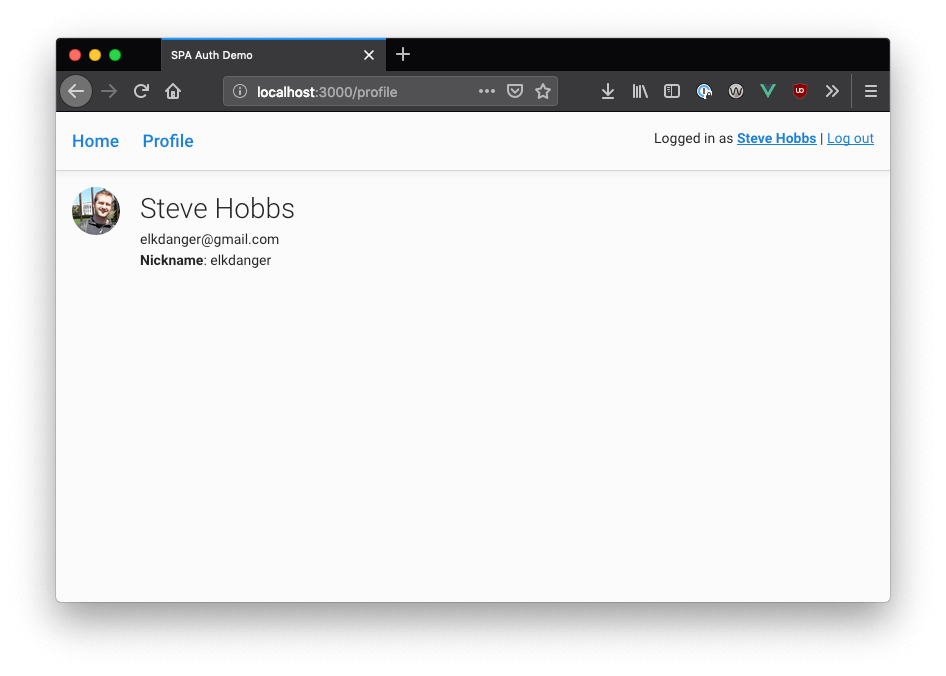 SPA Auth Demo
localhost:3000/profile
Home Profile Logged in as Steve Hobbs | Log out
Steve Hobbs
elkdanger@gmail.com
Nickname: elkdanger